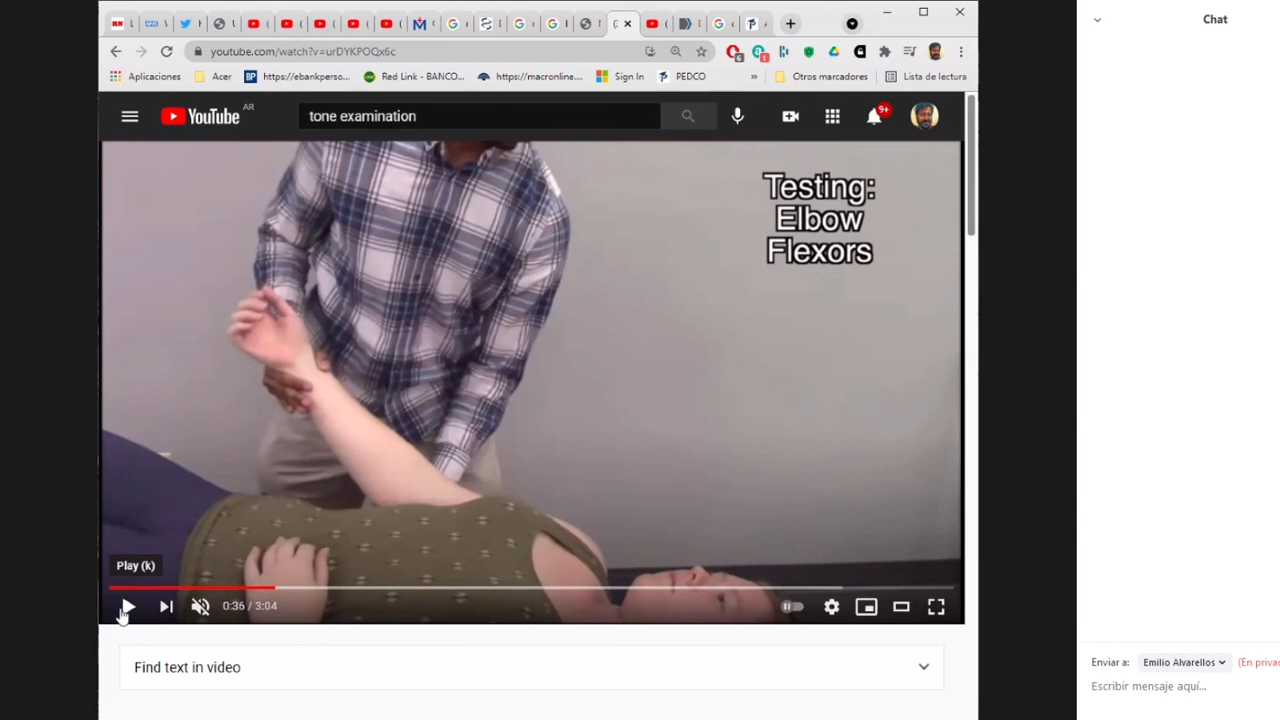 Chat
youtube.com/watch?v=urDYKPOQx6c
Aplicaciones
Acer
https://ebankperso...
Red Link - BANCO...
https://macronline....
Sign In
PEDCO
»
Otros marcadores
Lista de lectura
YouTube AR
tone examination
9+
Testing:
Elbow
Flexors
Play (k)
0:36 / 3:04
Find text in video
Enviar a:
Emilio Alvarellos
(En privac
Escribir mensaje aquí...